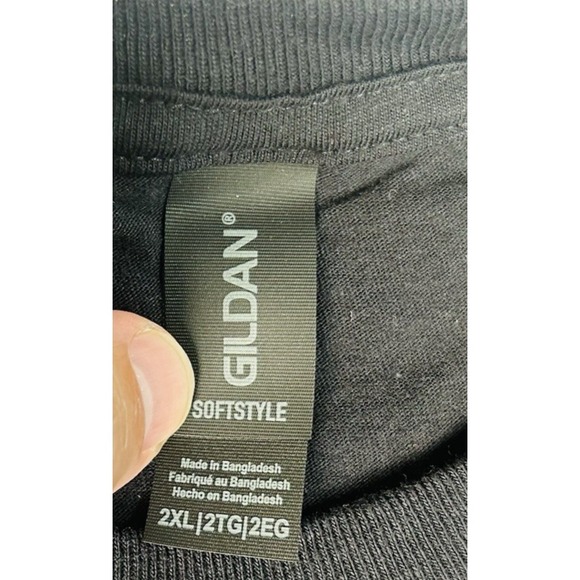 GILDAN®
SOFTSTYLE
Made in Bangladesh
Fabriqué au Bangladesh
Hecho en Bangladesh
2XL|2TG|2EG